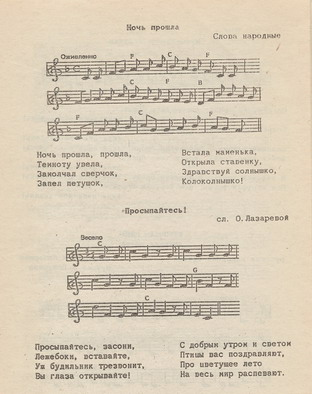 Ночь прошла
Слова народные
Оживленно
F C F
C F B
F C F
Ночь прошла, прошла,
Темноту увела,
Замолчал сверчок,
Запел петушок,
Встала маменька,
Открыла ставенку,
Здравствуй солнышко,
Колоколнышко!
Просыпайтесь!
сл. О.Лазаревой
Весело
C
G
C
Просыпайтесь, засони,
Лежебоки, вставайте,
Уж будильник трезвонит,
Вы глаза открывайте!
С добрым утром и светом
Птицы вас поздравляют,
Про цветущее лето
На весь мир распевают.